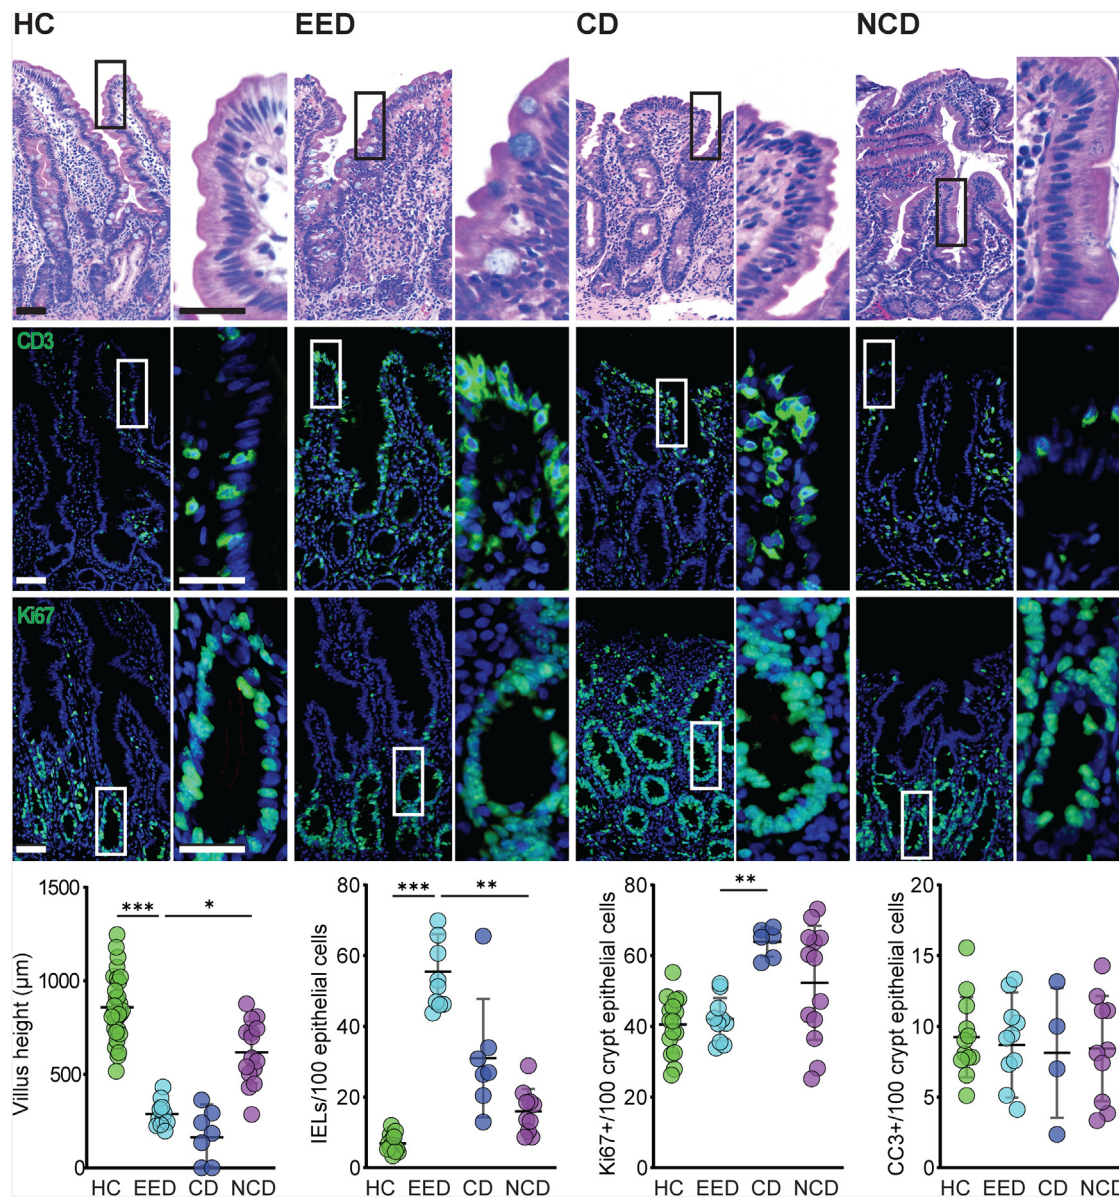 HC EED CD NCD
CD3
Ki67
Villus height (µm)
1500
1000
500
0
***
*
HC EED CD NCD
IELs/100 epithelial cells
80
60
40
20
0
***
**
HC EED CD NCD
Ki67+/100 crypt epithelial cells
80
60
40
20
0
**
HC EED CD NCD
CC3+/100 crypt epithelial cells
20
15
10
5
0
HC EED CD NCD